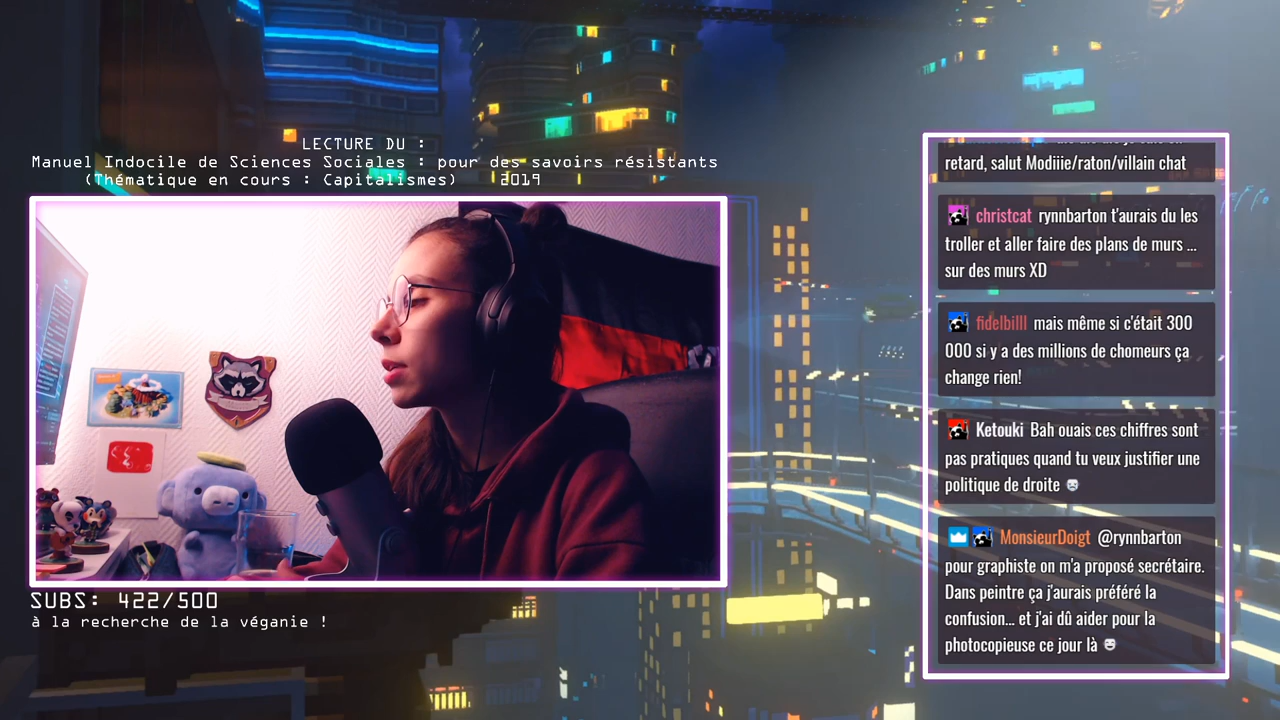 LECTURE DU :
Manuel Indocile de Sciences Sociales : pour des savoirs résistants
(Thématique en cours : Capitalismes) 2019
SUBS: 422/500
à la recherche de la véganie !
retard, salut Modiiie/raton/villain chat
christcat rynnbarton t'aurais du les
troller et aller faire des plans de murs ...
sur des murs XD
fidelbilll mais même si c'était 300
000 si y a des millions de chomeurs ça
change rien!
Ketouki Bah ouais ces chiffres sont
pas pratiques quand tu veux justifier une
politique de droite
MonsieurDoigt @rynnbarton
pour graphiste on m'a proposé secrétaire.
Dans peintre ça j'aurais préféré la
confusion... et j'ai dû aider pour la
photocopieuse ce jour là